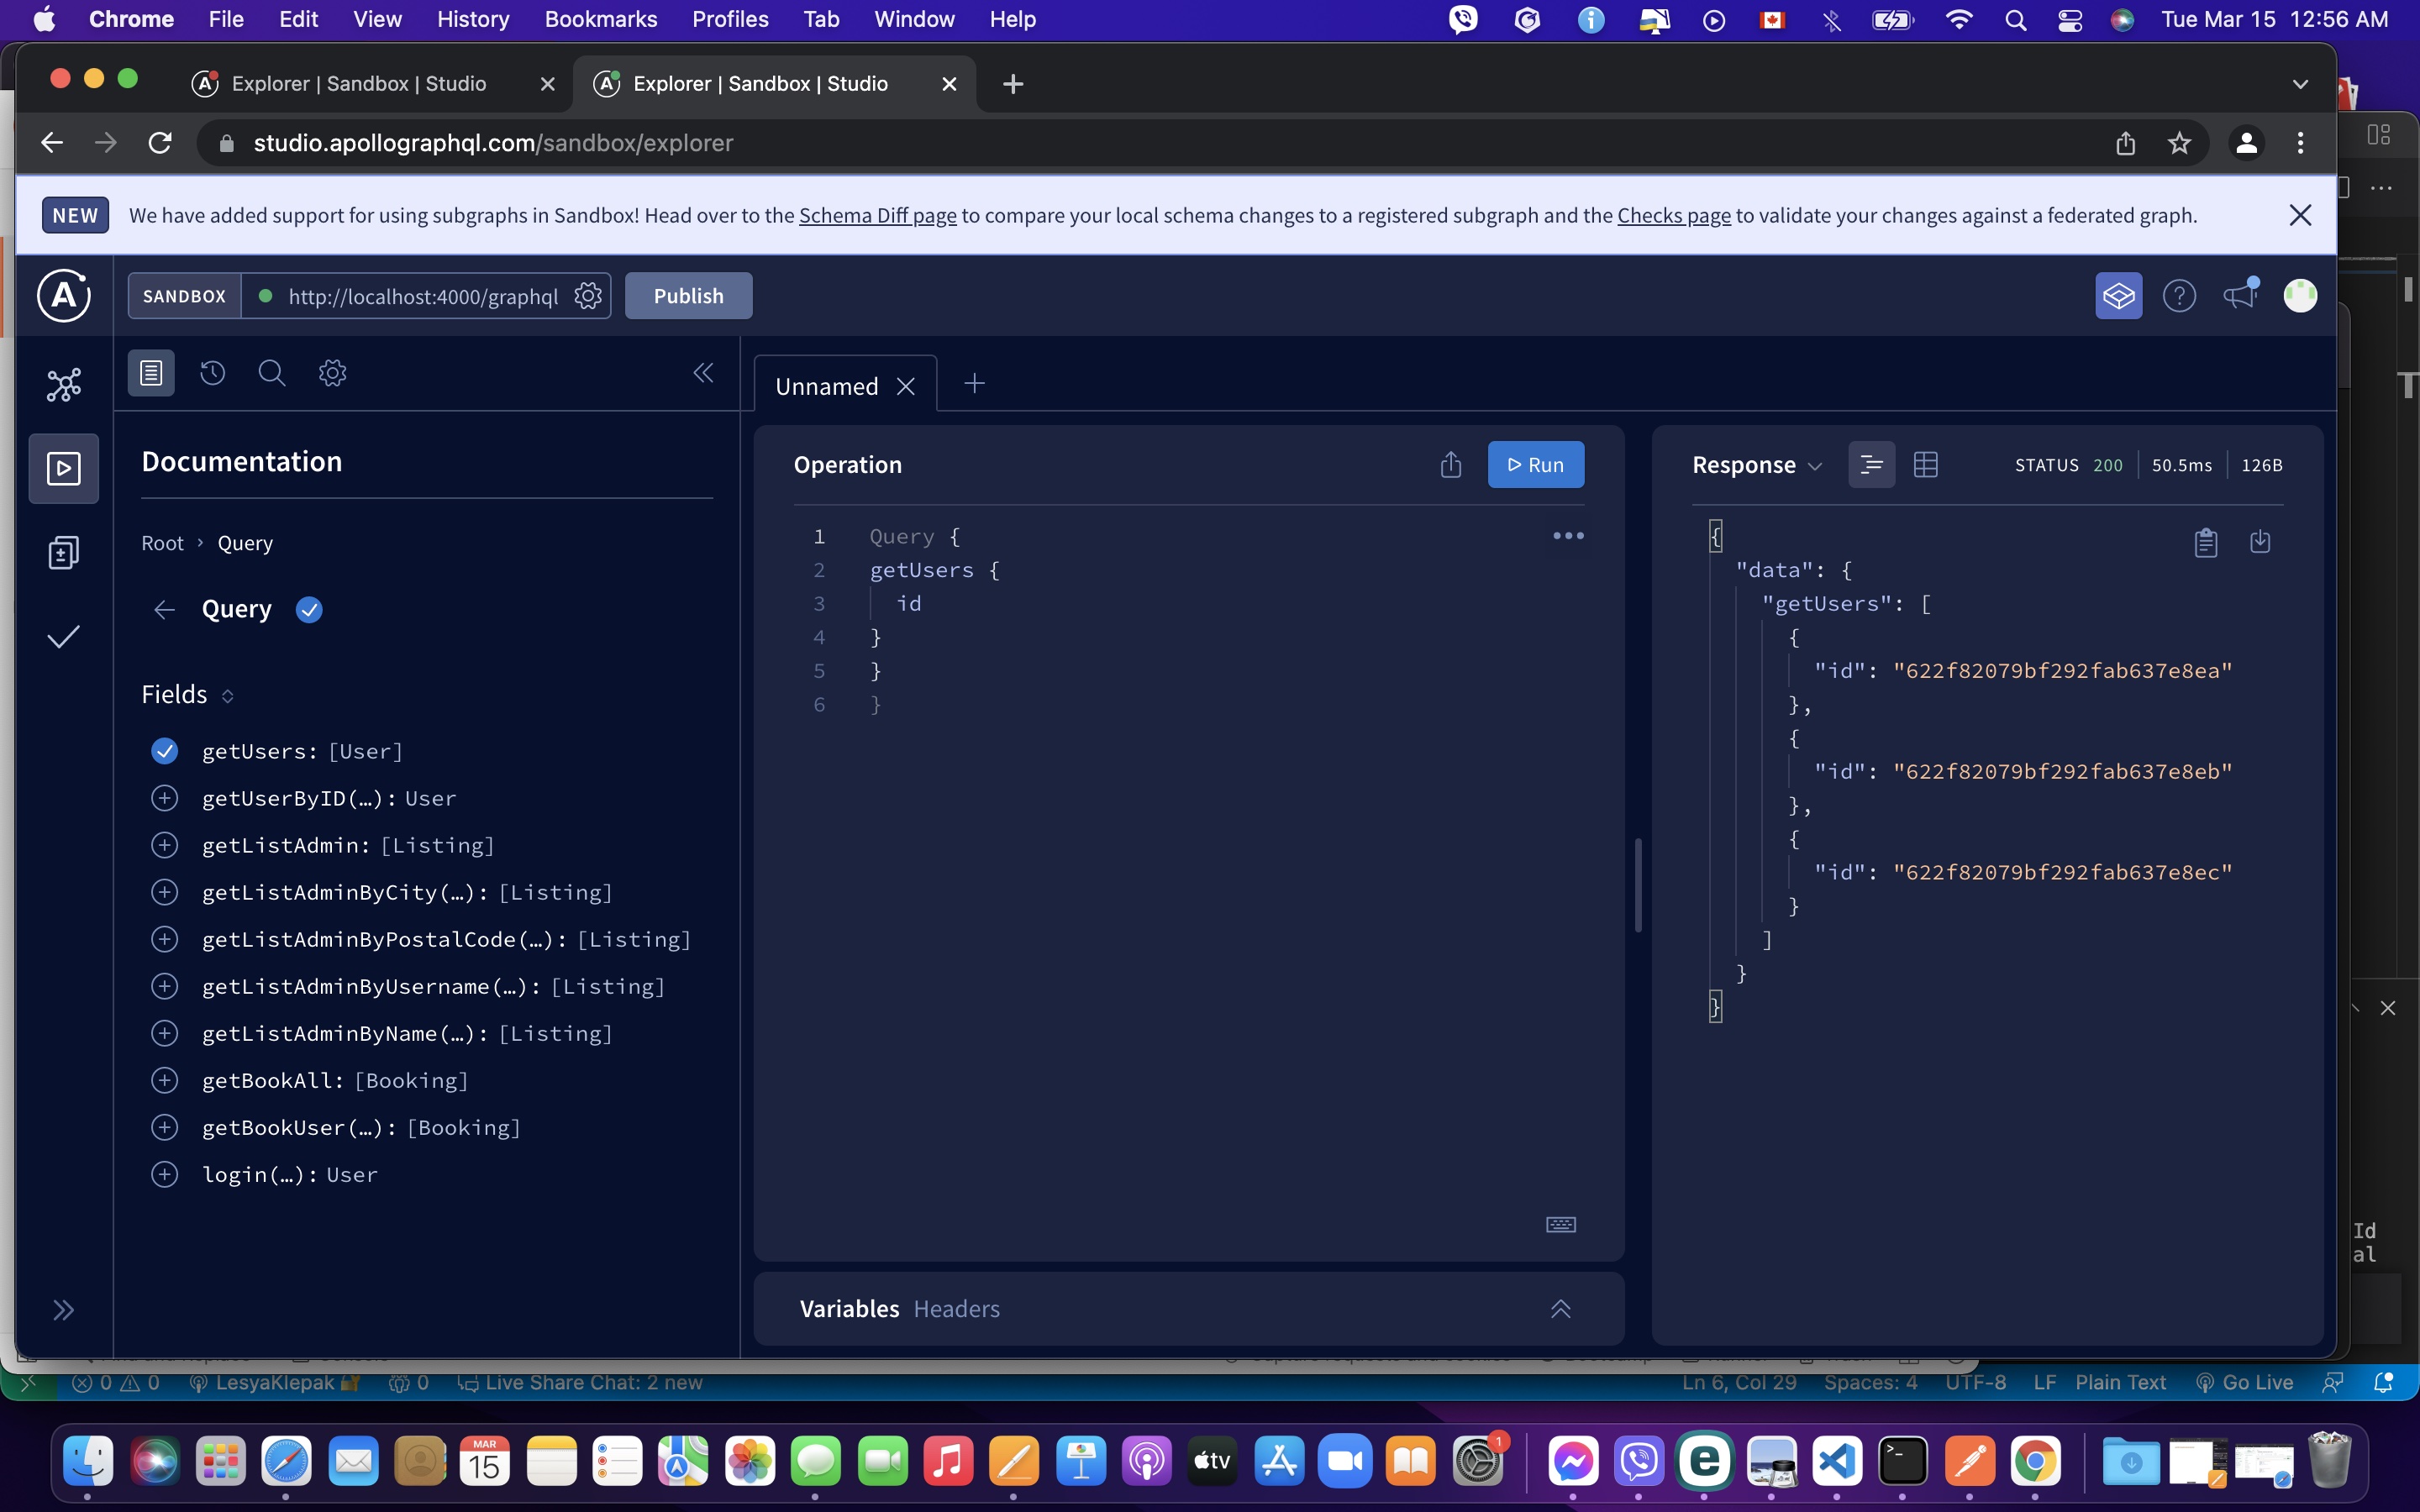 Chrome File Edit View History Bookmarks Profiles Tab Window Help Tue Mar 15 12:56 AM
Explorer | Sandbox | Studio Explorer | Sandbox | Studio
studio.apollographql.com/sandbox/explorer
NEW We have added support for using subgraphs in Sandbox! Head over to the Schema Diff page to compare your local schema changes to a registered subgraph and the Checks page to validate your changes against a federated graph.
SANDBOX http://localhost:4000/graphql Publish
Unnamed
Documentation
Root › Query
Query
Fields
getUsers: [User]
getUserByID(…): User
getListAdmin: [Listing]
getListAdminByCity(…): [Listing]
getListAdminByPostalCode(…): [Listing]
getListAdminByUsername(…): [Listing]
getListAdminByName(…): [Listing]
getBookAll: [Booking]
getBookUser(…): [Booking]
login(…): User
Operation Run
1 Query {
2 getUsers {
3 id
4 }
5 }
6 }
Variables Headers
Response STATUS 200 50.5ms 126B
{
"data": {
"getUsers": [
{
"id": "622f82079bf292fab637e8ea"
},
{
"id": "622f82079bf292fab637e8eb"
},
{
"id": "622f82079bf292fab637e8ec"
}
]
}
}
Id
al
0 0 LesyaKlepak 0 Live Share Chat: 2 new Ln 6, Col 29 Spaces: 4 UTF-8 LF Plain Text Go Live
MAR
15
tv
1